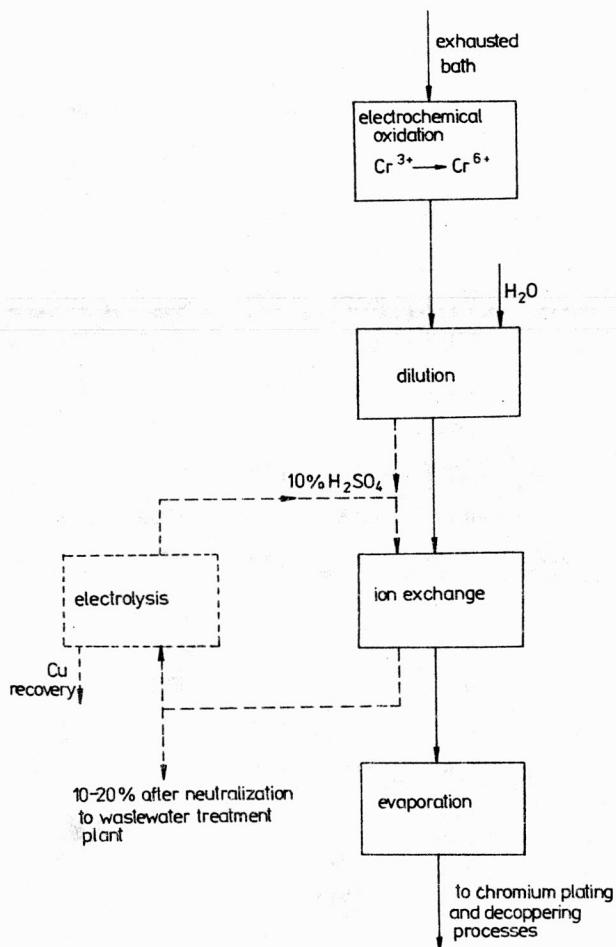 exhausted
bath
electrochemical
oxidation
Cr³⁺ → Cr⁶⁺
H₂O
dilution
10% H₂SO₄
electrolysis
ion exchange
Cu
recovery
10-20% after neutralization
to wastewater treatment
plant
evaporation
to chromium plating
and decoppering
processes